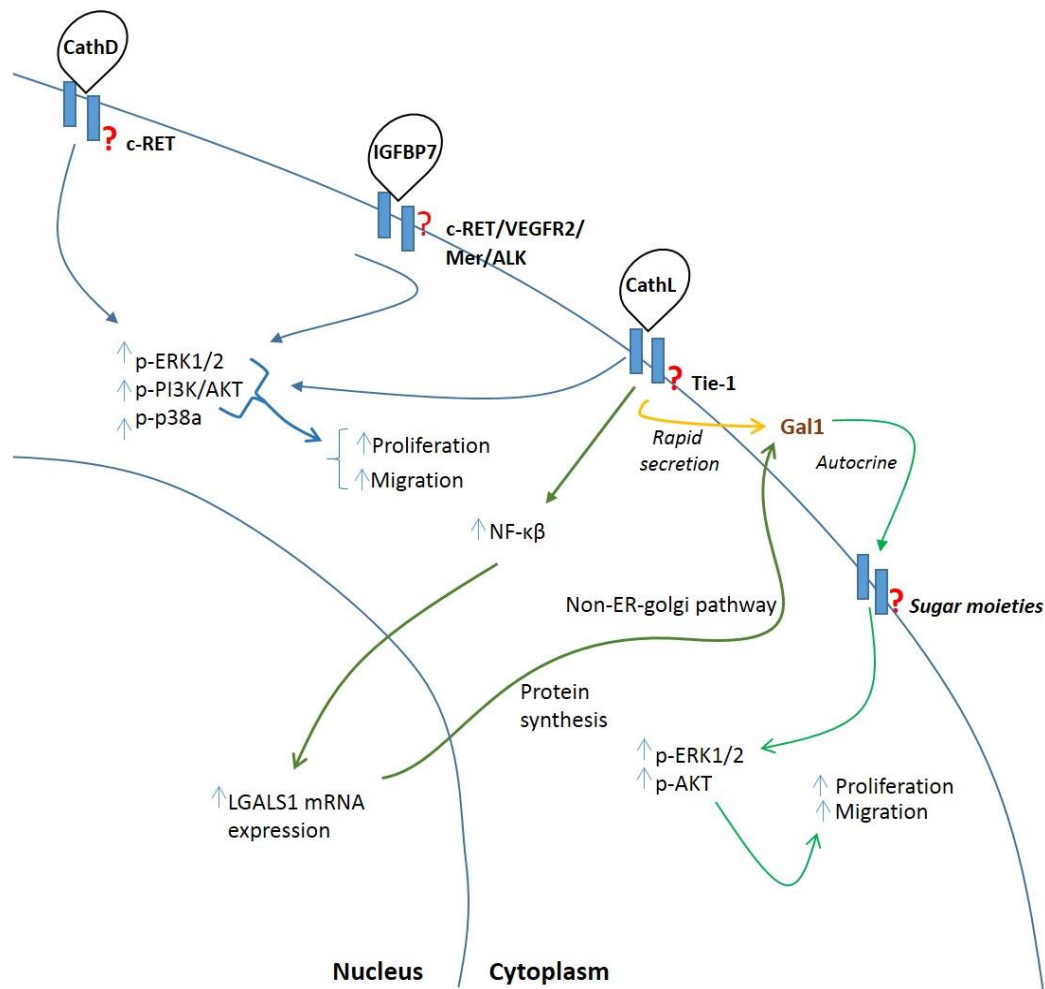 CathD
? c-RET
IGFBP7
? c-RET/VEGFR2/
Mer/ALK
CathL
? Tie-1
↑ p-ERK1/2
↑ p-PI3K/AKT
↑ p-p38a
↑ Proliferation
↑ Migration
Rapid
secretion
Gal1
Autocrine
↑ NF-κβ
Non-ER-golgi pathway
? Sugar moieties
Protein
synthesis
↑ LGALS1 mRNA
expression
↑ p-ERK1/2
↑ p-AKT
↑ Proliferation
↑ Migration
Nucleus
Cytoplasm